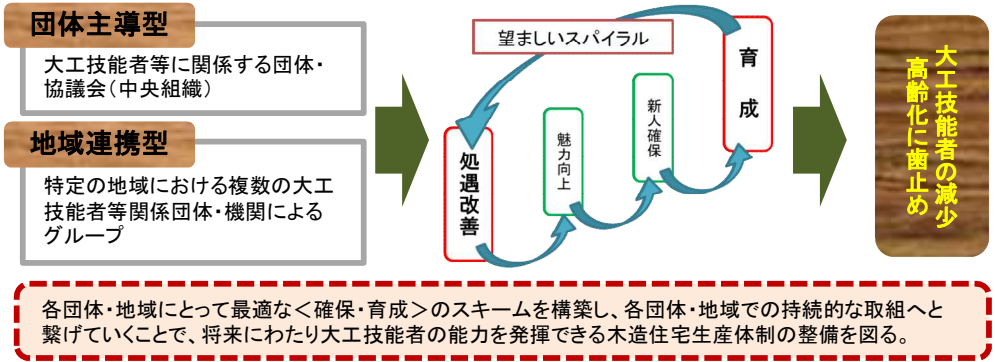 団体主導型
大工技能者等に関係する団体・
協議会（中央組織）
地域連携型
特定の地域における複数の大工
技能者等関係団体・機関による
グループ
望ましいスパイラル
処遇改善
魅力向上
新人確保
育成
大工技能者の減少
高齢化に歯止め
各団体・地域にとって最適な＜確保・育成＞のスキームを構築し、各団体・地域での持続的な取組へと
繋げていくことで、将来にわたり大工技能者の能力を発揮できる木造住宅生産体制の整備を図る。